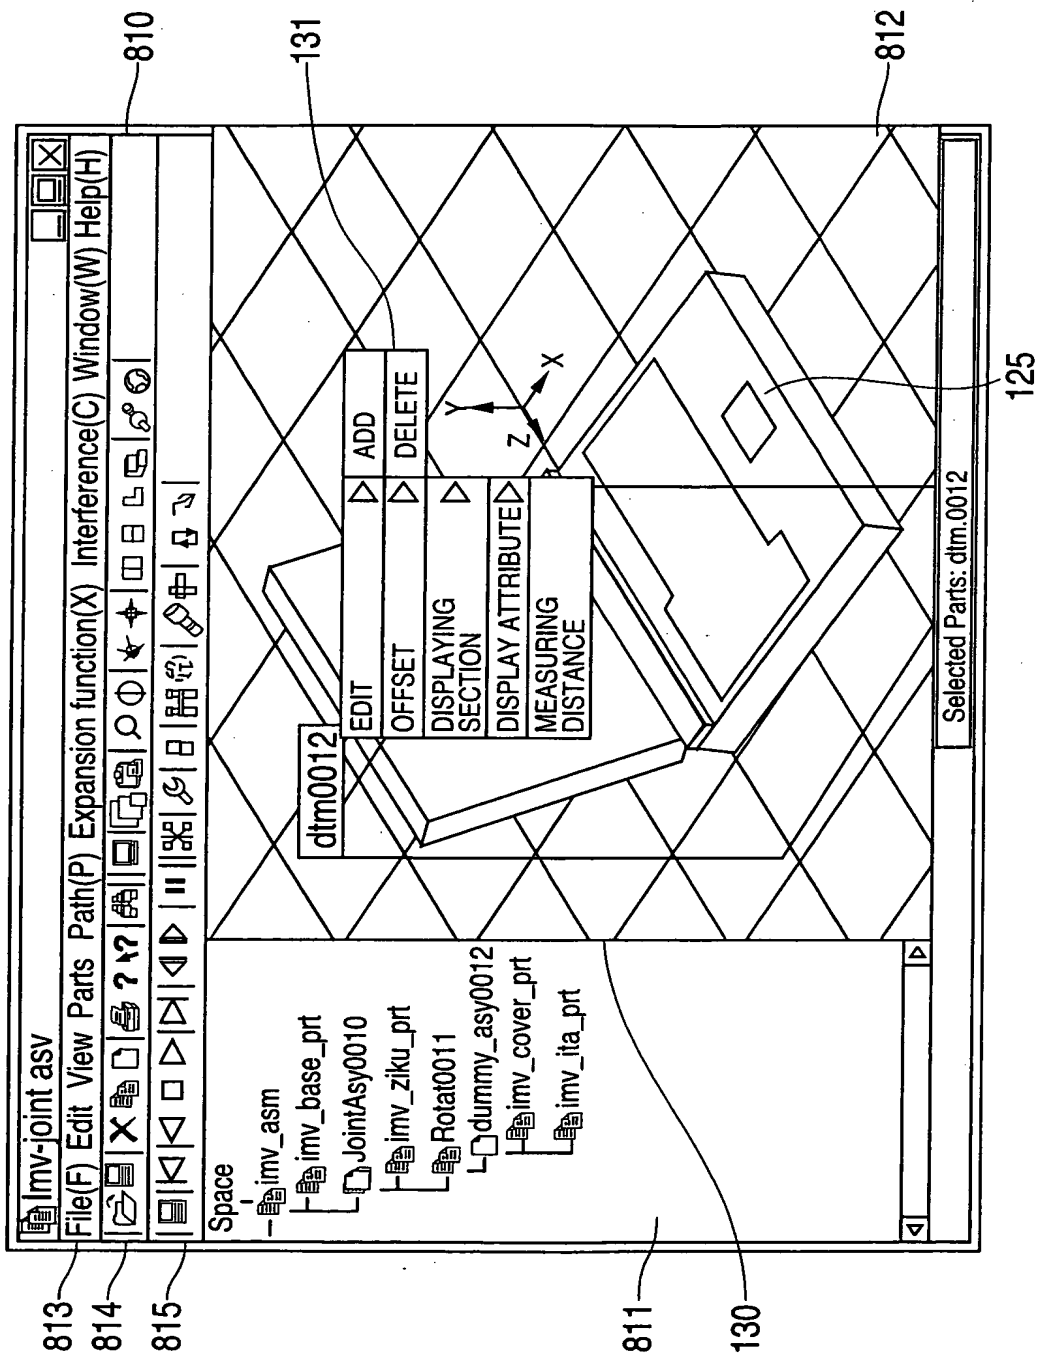 Imv-joint asv
File(F) Edit View Parts Path(P) Expansion function(X) Interference(C) Window(W) Help(H)
Space
imv_asm
imv_base_prt
JointAsy0010
imv_ziku_prt
Rotat0011
dummy_asy0012
imv_cover_prt
imv_ita_prt
dtm0012
EDIT
OFFSET
DISPLAYING
SECTION
DISPLAY ATTRIBUTE
MEASURING
DISTANCE
ADD
DELETE
Y
X
Z
Selected Parts: dtm.0012
813
814
815
811
130
810
131
812
125